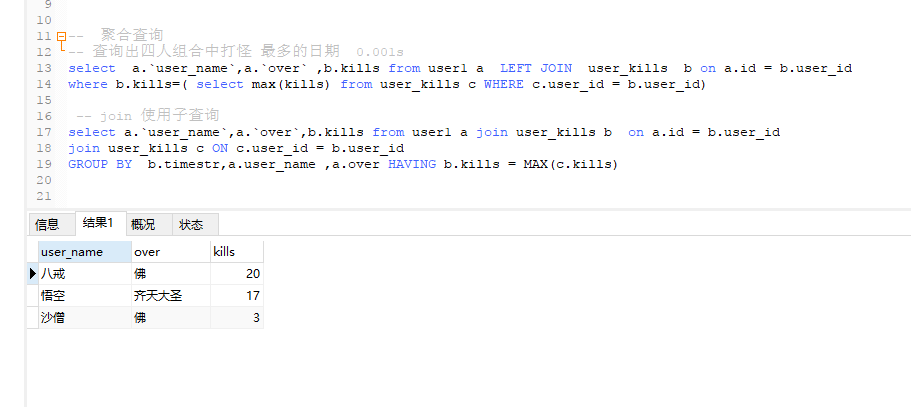 9
10
11 -- 聚合查询
12 -- 查询出四人组合中打怪 最多的日期 0.001s
13 select a.`user_name`,a.`over` ,b.kills from user1 a LEFT JOIN user_kills b on a.id = b.user_id
14 where b.kills=( select max(kills) from user_kills c WHERE c.user_id = b.user_id)
15
16 -- join 使用子查询
17 select a.`user_name`,a.`over`,b.kills from user1 a join user_kills b on a.id = b.user_id
18 join user_kills c ON c.user_id = b.user_id
19 GROUP BY b.timestr,a.user_name ,a.over HAVING b.kills = MAX(c.kills)
20
21
信息 结果1 概况 状态
user_name over kills
八戒 佛 20
悟空 齐天大圣 17
沙僧 佛 3